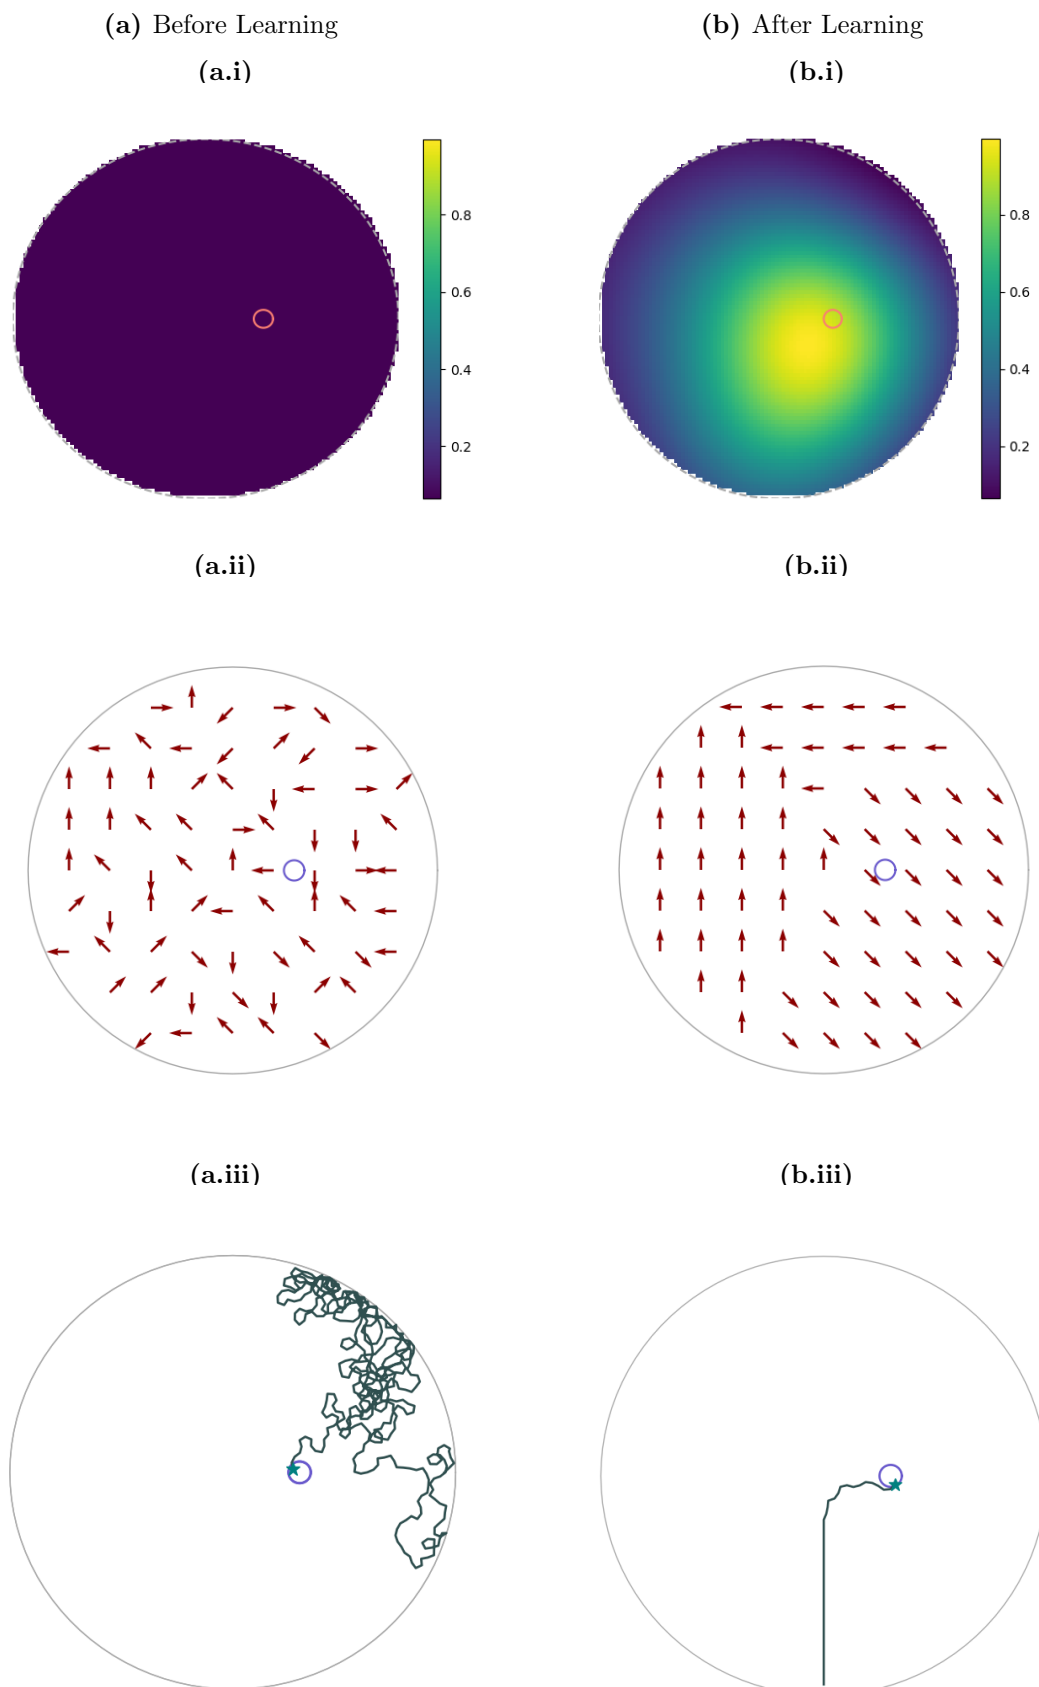 (a) Before Learning
(b) After Learning
(a.i)
(b.i)
0.8
0.6
0.4
0.2
0.8
0.6
0.4
0.2
(a.ii)
(b.ii)
(a.iii)
(b.iii)